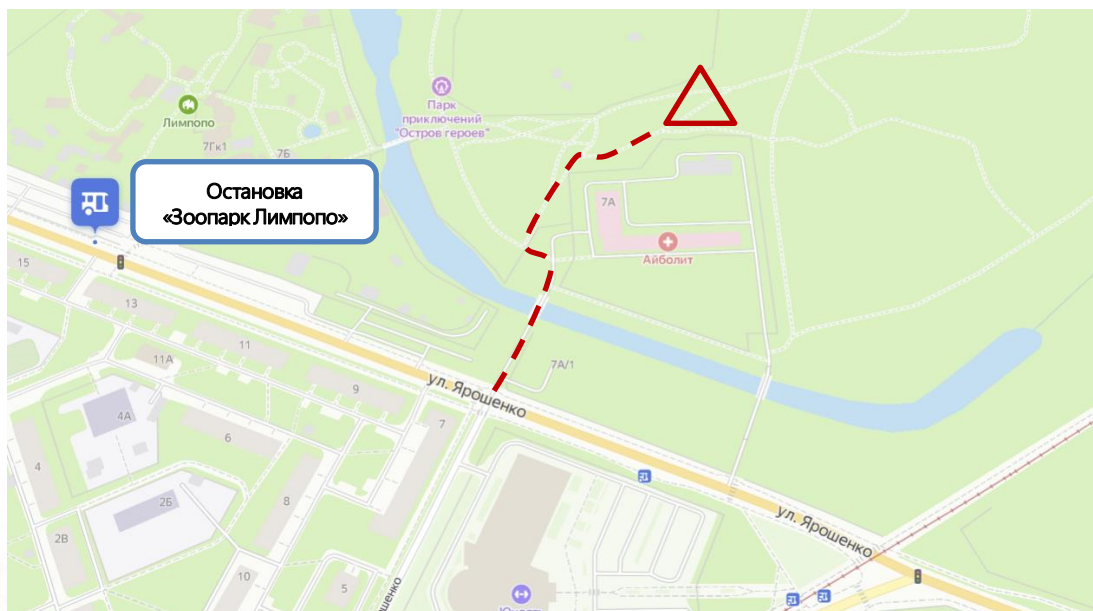 Лимпопо
7Гк1
7Б
Парк
приключений
"Остров героев"
Остановка
«Зоопарк Лимпопо»
7А
Айболит
15
13
11
11А
9
7А/1
ул. Ярошенко
7
4А
6
4
8
2Б
2В
10
5
ул. Ярошенко